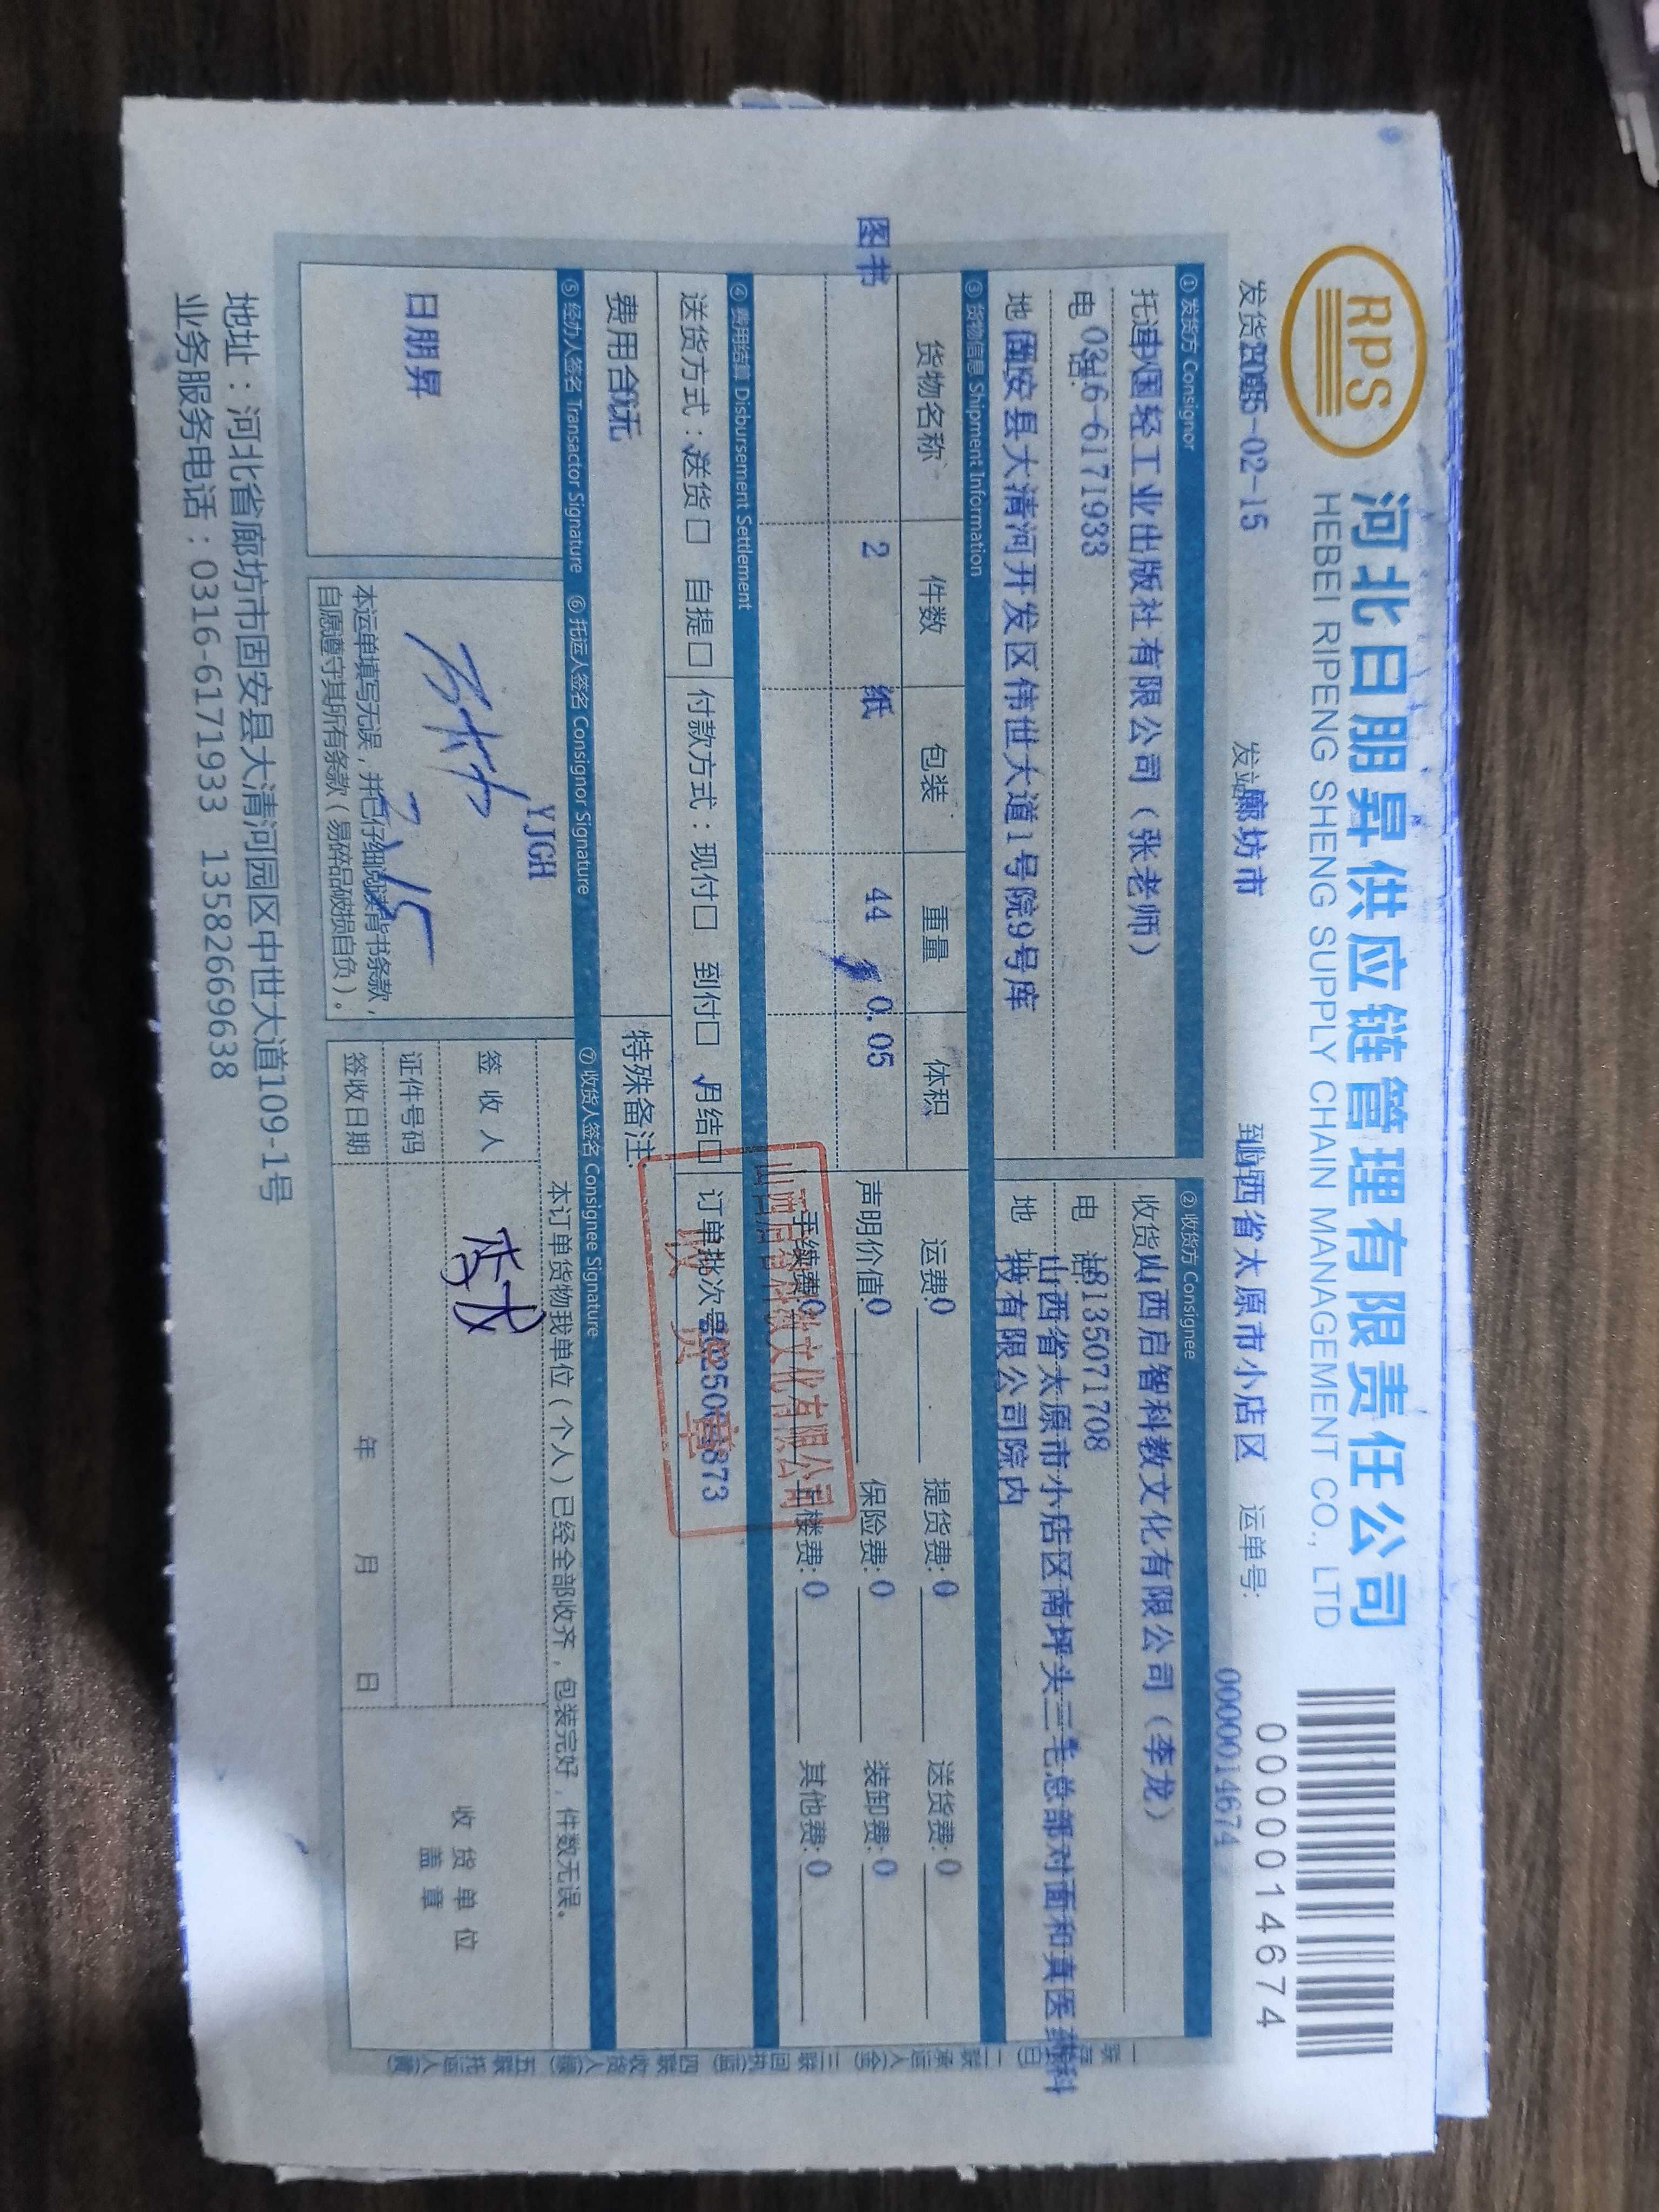 RPS
河北日朋昇供应链管理有限责任公司
HEBEI RIPENG SHENG SUPPLY CHAIN MANAGEMENT CO., LTD
0000014674
000014674
发货 2025-02-15 发站 廊坊市 到站 山西省太原市小店区 运单号:
① 发货方 Consignor
托运 中国轻工业出版社有限公司（张老师）
电话 0316-6171933
地 固安县大清河开发区伟世大道1号院9号库
② 收货方 Consignee
收货 山西启智科教文化有限公司（李龙）
电话 18135071708
地 山西省太原市小店区南坪头三毛总部对面和真医
技有限公司院内
③ 货物信息 Shipment Information
货物名称 件数 包装 重量 体积
图书 2 纸 44 0.05
运费:0 提货费:0 送货费:0
声明价值:0 保险费:0 装卸费:0
手续费:0 上楼费:0 其他费:0
④ 费用结算 Disbursement Settlement
送货方式：送货□ 自提□ 付款方式：现付□ 到付□ 月结□ 订单批次号
费用合 无 特殊备注:
⑤ 经办人签名 Transactor Signature ⑥ 托运人签名 Consignor Signature ⑦ 收货人签名 Consignee Signature
日朋昇
YJGH
本运单填写无误，并已仔细阅读背书条款，
自愿遵守其所有条款（易碎品破损自负）。
本订单货物我单位（个人）已经全部收齐，包装完好，件数无误。
签收人
证件号码
签收日期 年 月 日
收货单位
盖章
地址：河北省廊坊市固安县大清河园区中世大道109-1号
业务服务电话：0316-6171933 13582669638